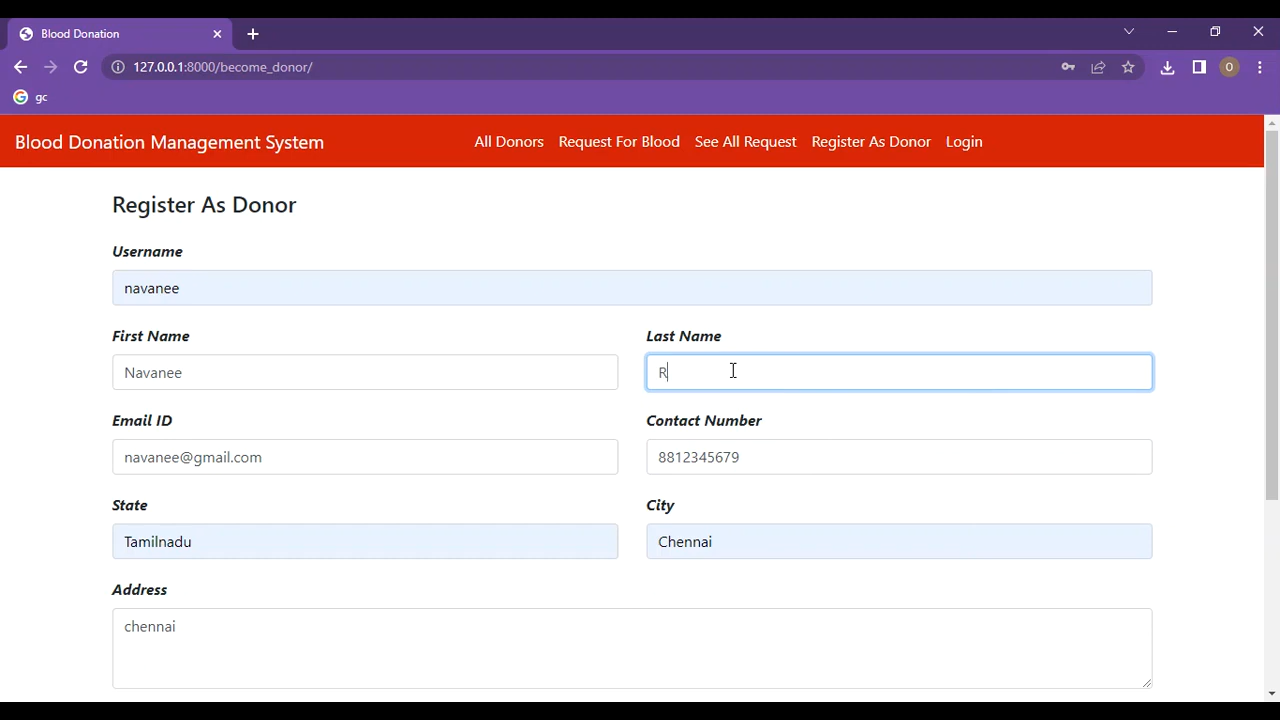 Blood Donation
127.0.0.1:8000/become_donor/
O
gc
Blood Donation Management System
All Donors Request For Blood See All Request Register As Donor Login
Register As Donor
Username
navanee
First Name Last Name
Navanee R
Email ID Contact Number
navanee@gmail.com 8812345679
State City
Tamilnadu Chennai
Address
chennai